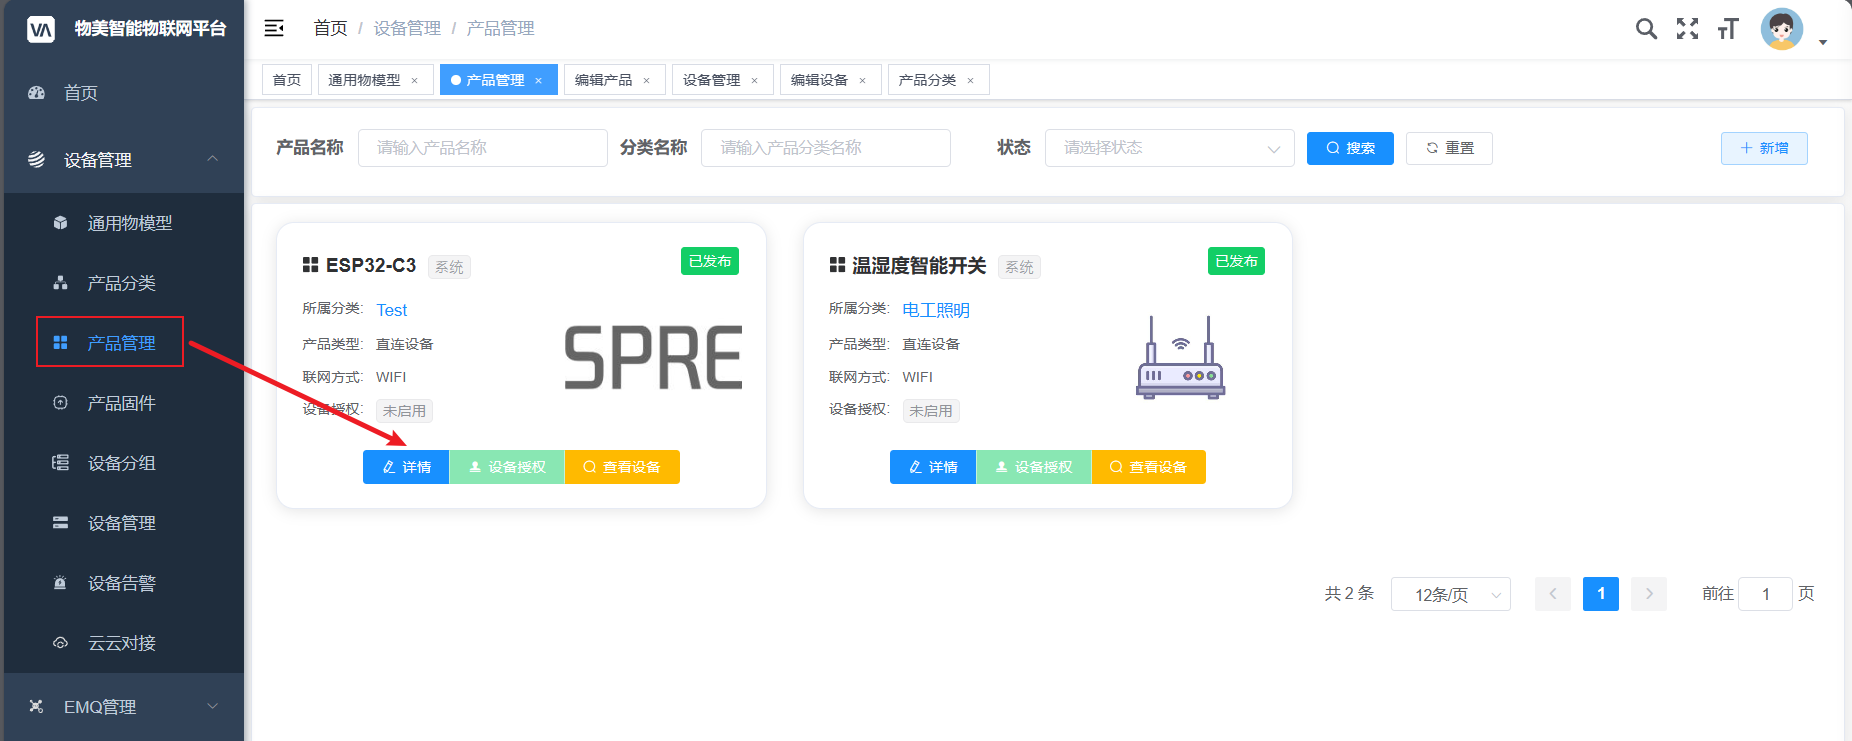 物美智能物联网平台
首页
设备管理
通用物模型
产品分类
产品管理
产品固件
设备分组
设备管理
设备告警
云云对接
EMQ管理
首页 / 设备管理 / 产品管理
首页 通用物模型 × 产品管理 × 编辑产品 × 设备管理 × 编辑设备 × 产品分类 ×
产品名称 请输入产品名称 分类名称 请输入产品分类名称 状态 请选择状态 搜索 重置 新增
ESP32-C3 系统 已发布
所属分类: Test
产品类型: 直连设备
联网方式: WIFI
设备授权: 未启用
SPRE
详情 设备授权 查看设备
温湿度智能开关 系统 已发布
所属分类: 电工照明
产品类型: 直连设备
联网方式: WIFI
设备授权: 未启用
详情 设备授权 查看设备
共 2 条 12条/页 1 前往 1 页